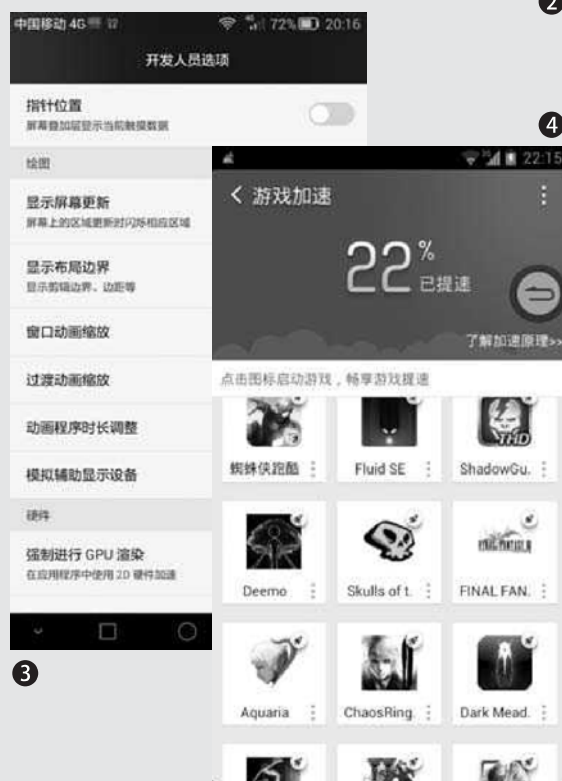 ❷
中国移动 4G
72% 20:16
开发人员选项
指针位置
屏幕叠加层显示当前触摸数据
绘图
显示屏幕更新
屏幕上的区域更新时闪烁相应区域
显示布局边界
显示剪辑边界、边距等
窗口动画缩放
过渡动画缩放
动画程序时长调整
模拟辅助显示设备
硬件
强制进行 GPU 渲染
在应用程序中使用 2D 硬件加速
❸
❹
22:15
游戏加速
22%
已提速
了解加速原理>>
点击图标启动游戏，畅享游戏提速
蜘蛛侠跑酷
Fluid SE
THD
ShadowGu.
Deemo
Skulls of t.
FINAL FAN.
Aquaria
ChaosRing.
Dark Mead.